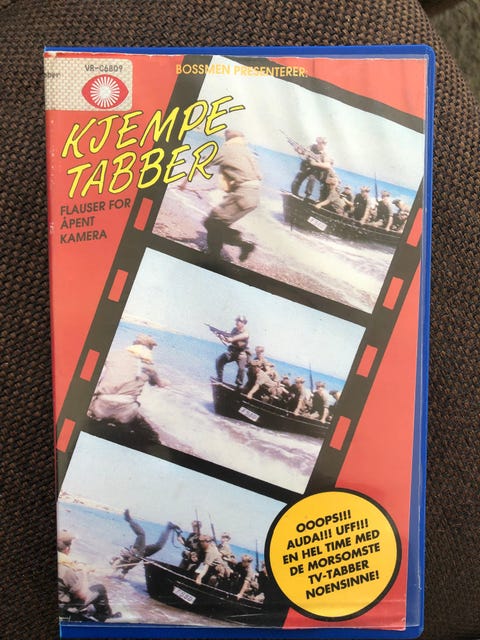 VR-C6809
BOSSMEN PRESENTERER:
KJEMPE-
TABBER
FLAUSER FOR
ÅPENT
KAMERA
OOOPS!!!
AUDA!!! UFF!!!
EN HEL TIME MED
DE MORSOMSTE
TV-TABBER
NOENSINNE!